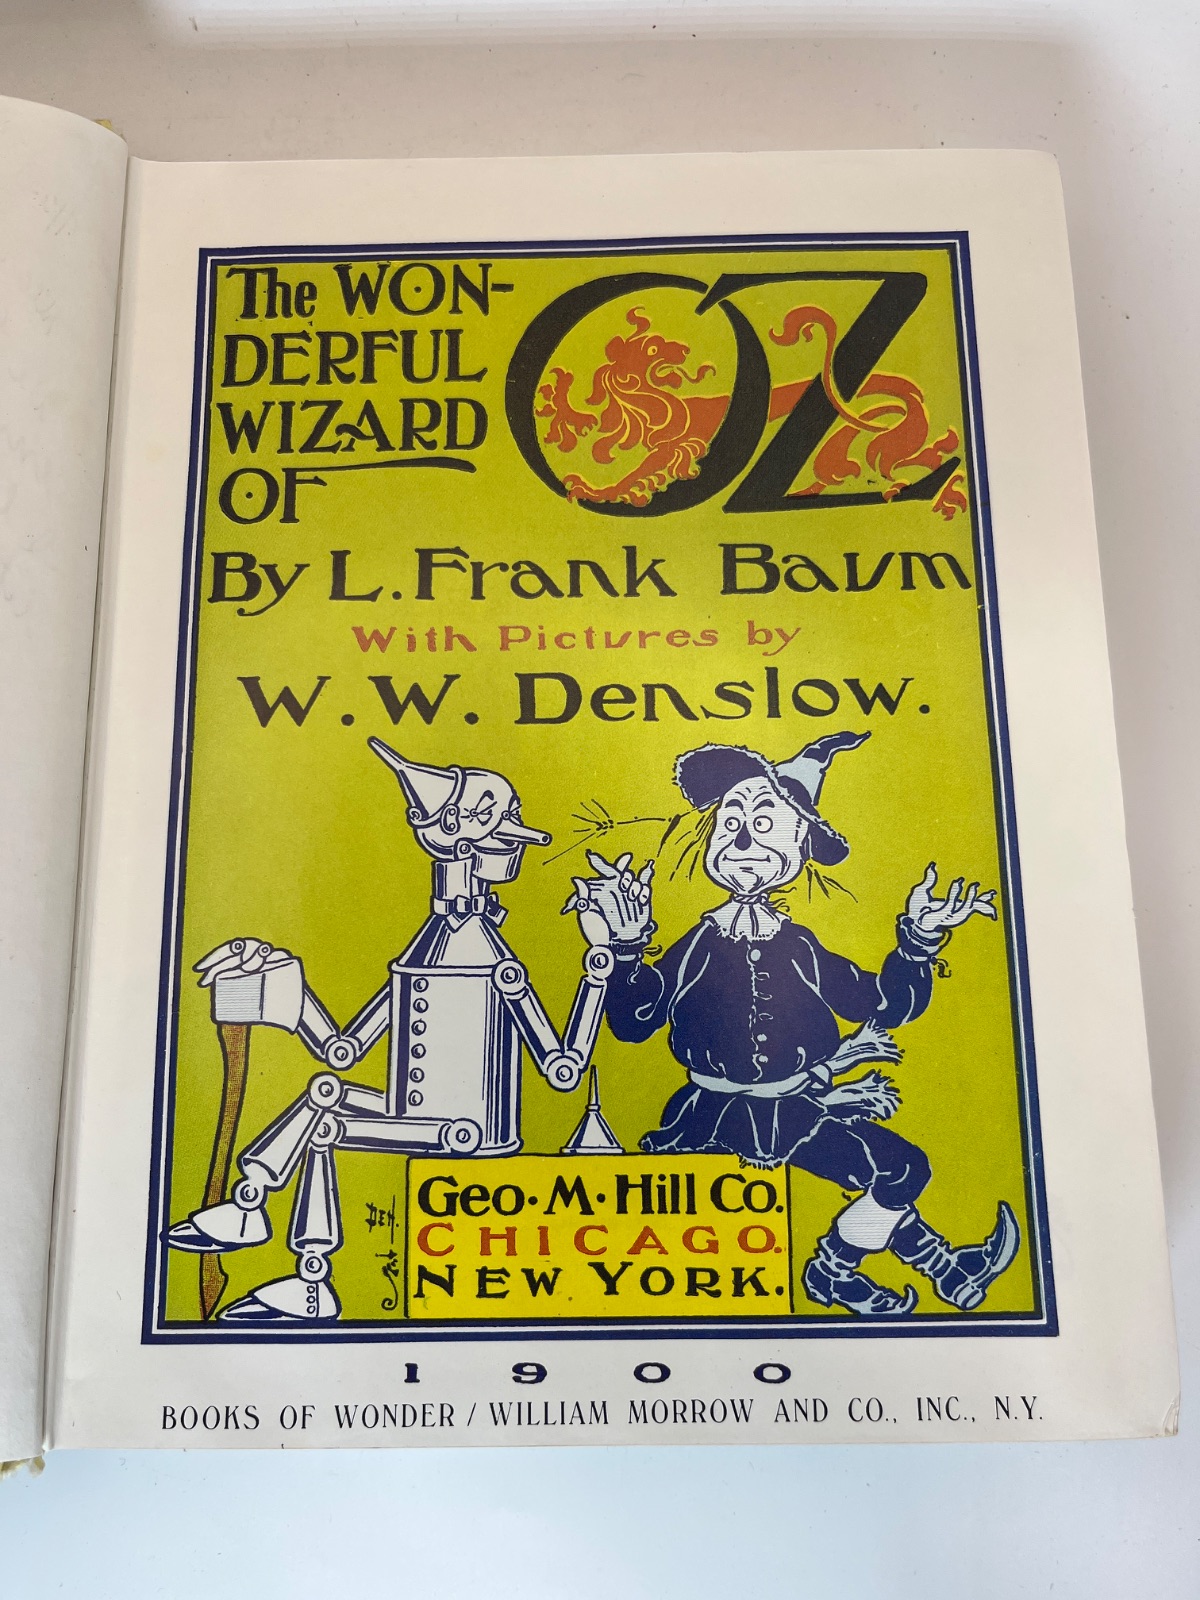 The WON-
DERFUL
WIZARD
OF
OZ
By L. Frank Baum
With Pictures by
W. W. Denslow.
Den.
Geo. M. Hill Co.
CHICAGO.
NEW YORK.
1900
BOOKS OF WONDER / WILLIAM MORROW AND CO., INC., N.Y.